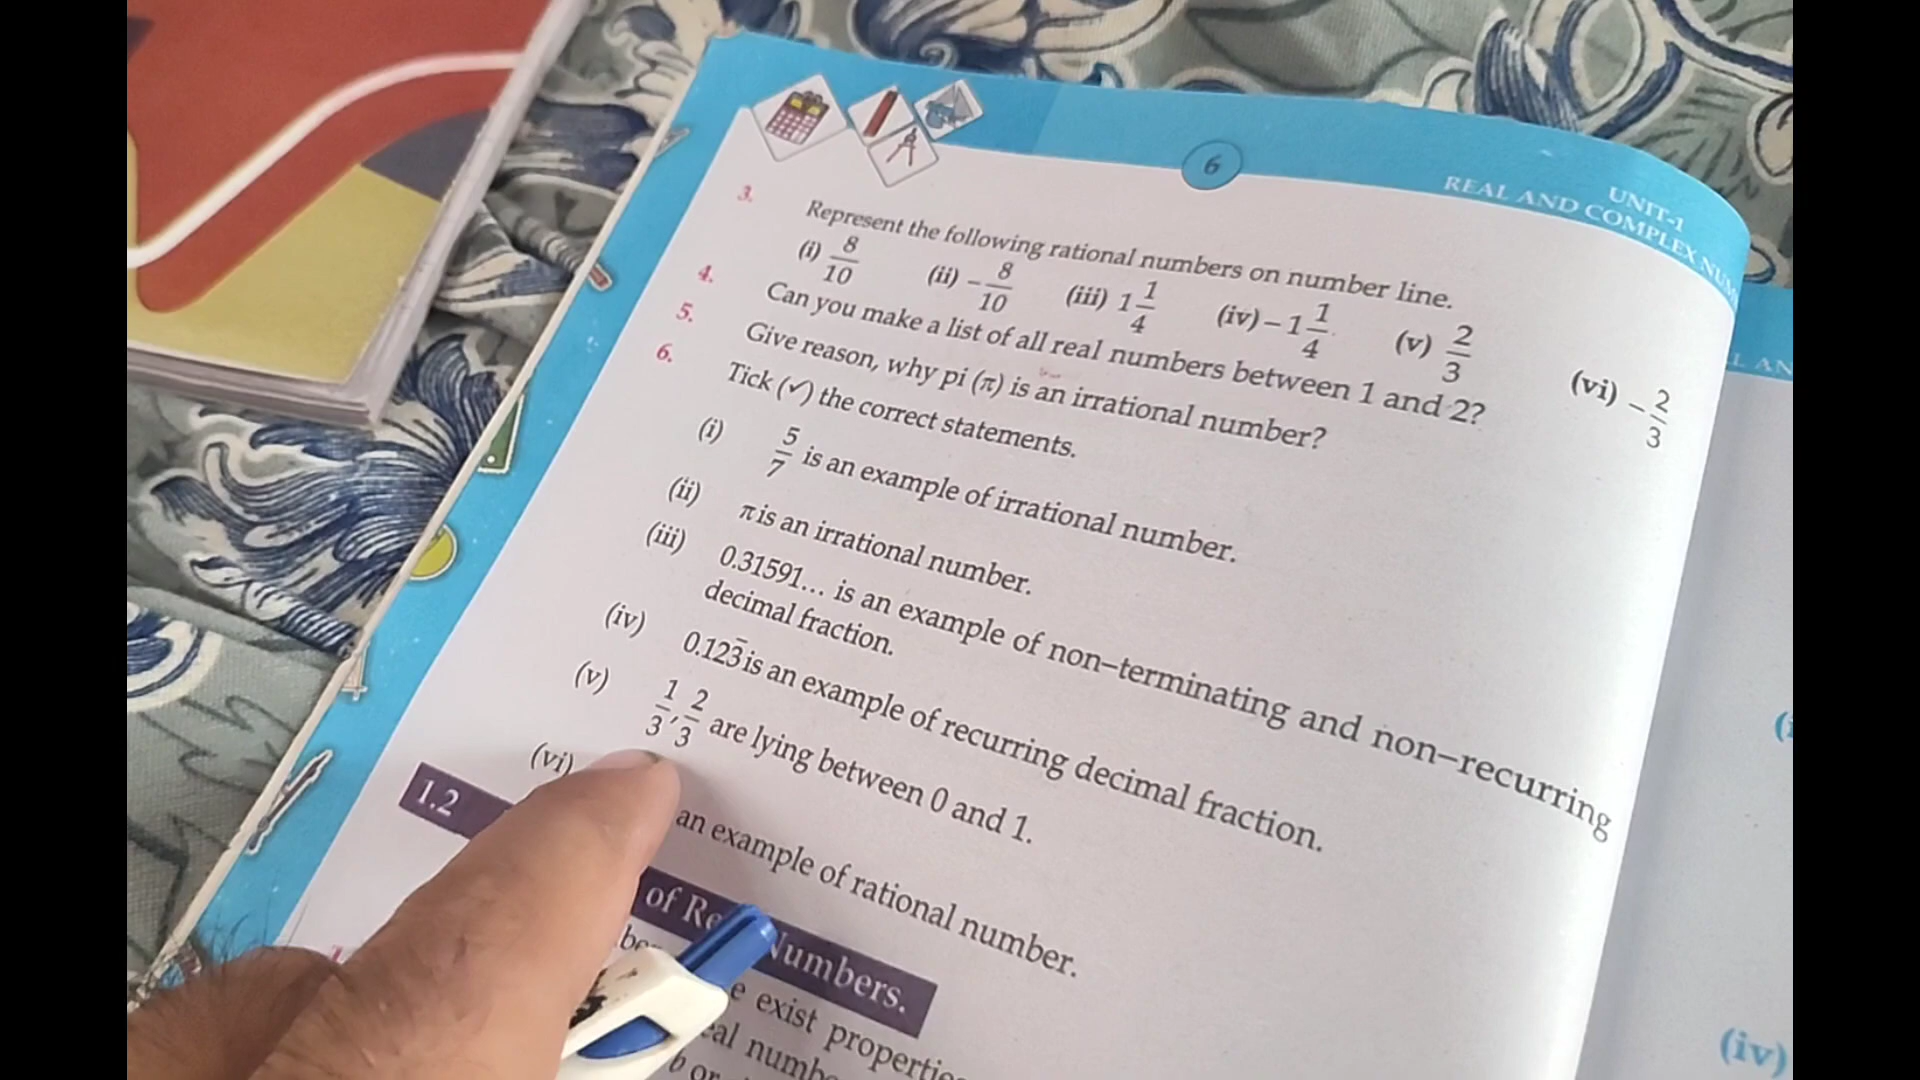 6
UNIT-1
REAL AND COMPLEX NUM
3. Represent the following rational numbers on number line.
(i) 8/10 (ii) -8/10 (iii) 1 1/4 (iv) -1 1/4 (v) 2/3 (vi) -2/3
4. Can you make a list of all real numbers between 1 and 2?
5. Give reason, why pi (π) is an irrational number?
6. Tick (✓) the correct statements.
(i) 5/7 is an example of irrational number.
(ii) π is an irrational number.
(iii) 0.31591... is an example of non-terminating and non-recurring
decimal fraction.
(iv) 0.123̅ is an example of recurring decimal fraction.
(v) 1/3, 2/3 are lying between 0 and 1.
(vi) an example of rational number.
1.2 of Re Numbers.
e exist properti
eal numb
b or
L AN
(iv)